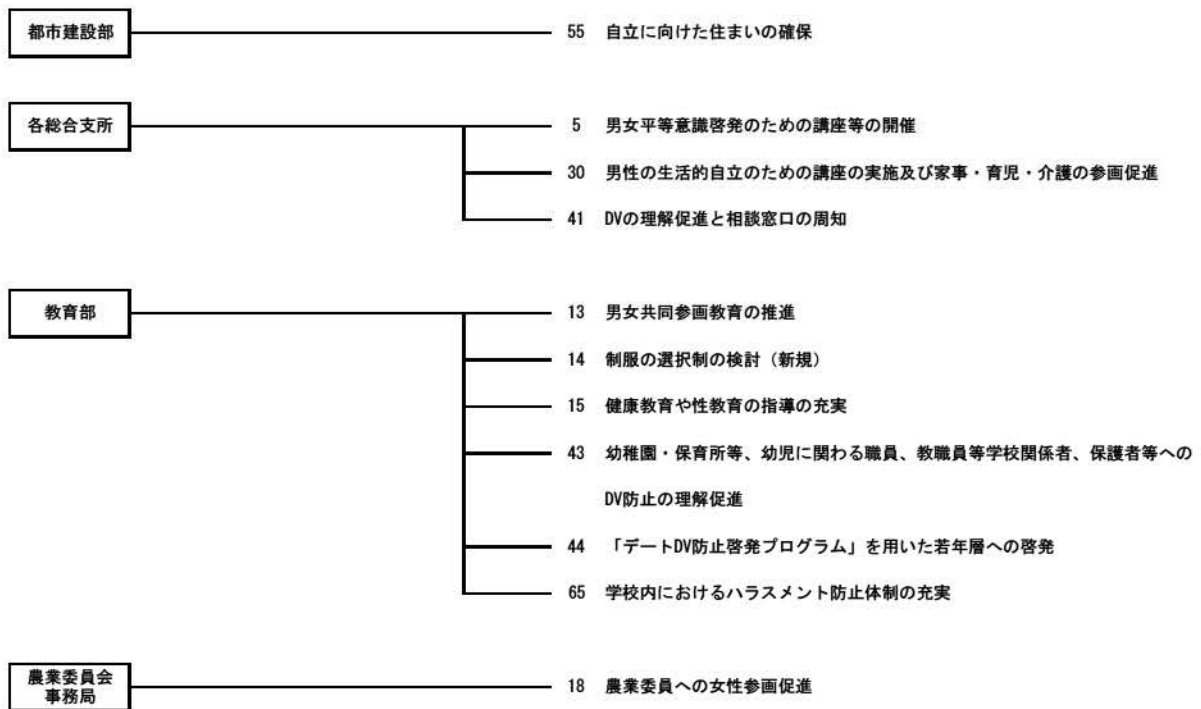 都市建設部
55 自立に向けた住まいの確保
各総合支所
5 男女平等意識啓発のための講座等の開催
30 男性の生活的自立のための講座の実施及び家事・育児・介護の参画促進
41 DVの理解促進と相談窓口の周知
教育部
13 男女共同参画教育の推進
14 制服の選択制の検討（新規）
15 健康教育や性教育の指導の充実
43 幼稚園・保育所等、幼児に関わる職員、教職員等学校関係者、保護者等への
DV防止の理解促進
44 「デートDV防止啓発プログラム」を用いた若年層への啓発
65 学校内におけるハラスメント防止体制の充実
農業委員会
事務局
18 農業委員への女性参画促進